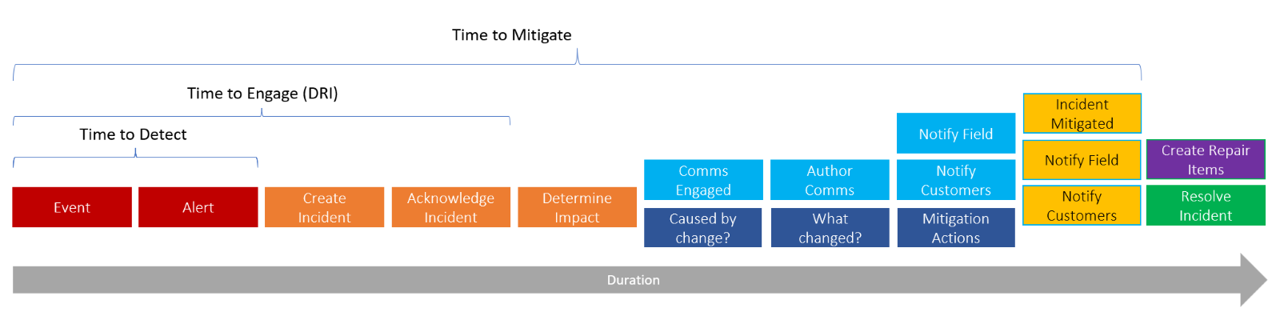 Time to Mitigate
Time to Engage (DRI)
Time to Detect
Event
Alert
Create
Incident
Acknowledge
Incident
Determine
Impact
Comms
Engaged
Caused by
change?
Author
Comms
What
changed?
Notify Field
Notify
Customers
Mitigation
Actions
Incident
Mitigated
Notify Field
Notify
Customers
Create Repair
Items
Resolve
Incident
Duration